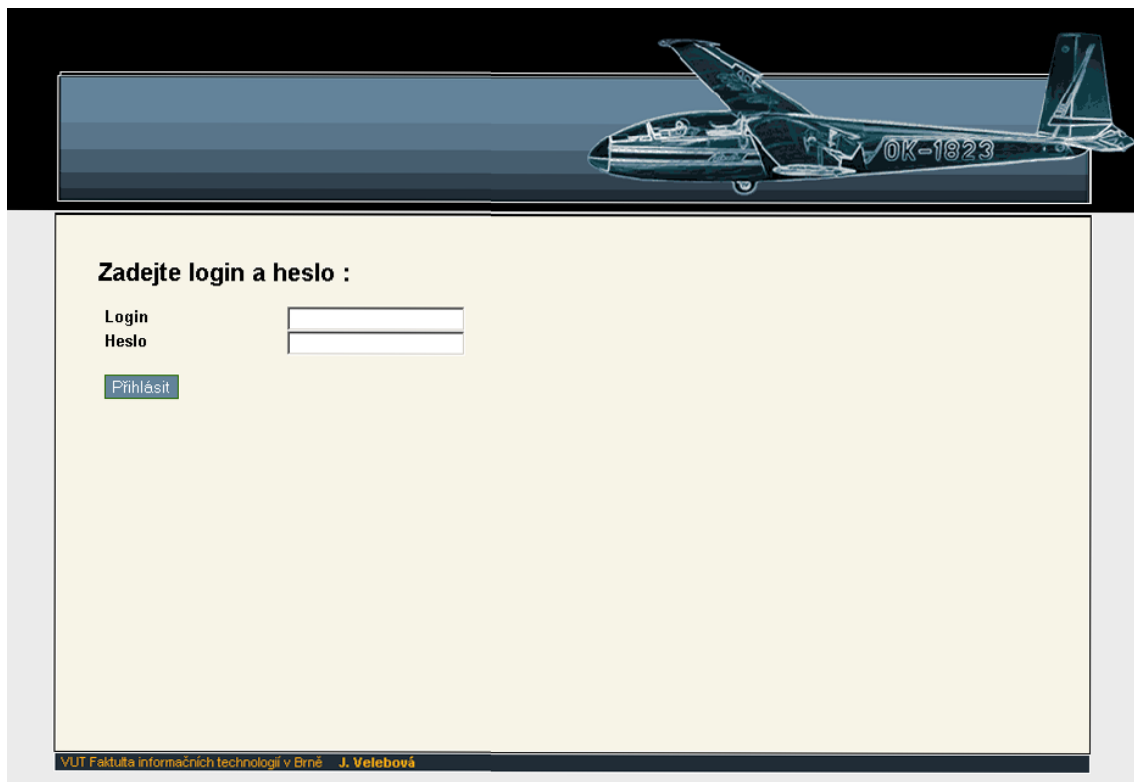 OK-1823
Zadejte login a heslo :
Login
Heslo
Přihlásit
VUT Faktulta informačních technologií v Brně J. Velebová